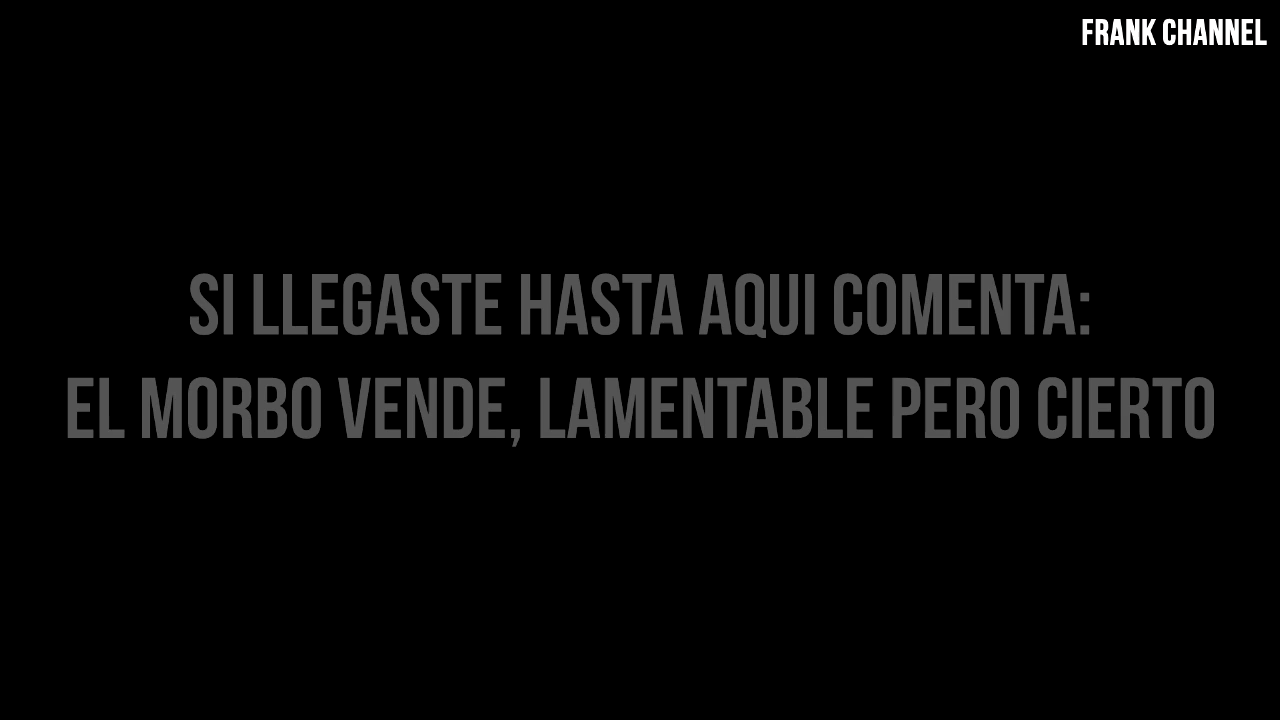 FRANK CHANNEL
SI LLEGASTE HASTA AQUI COMENTA:
EL MORBO VENDE, LAMENTABLE PERO CIERTO